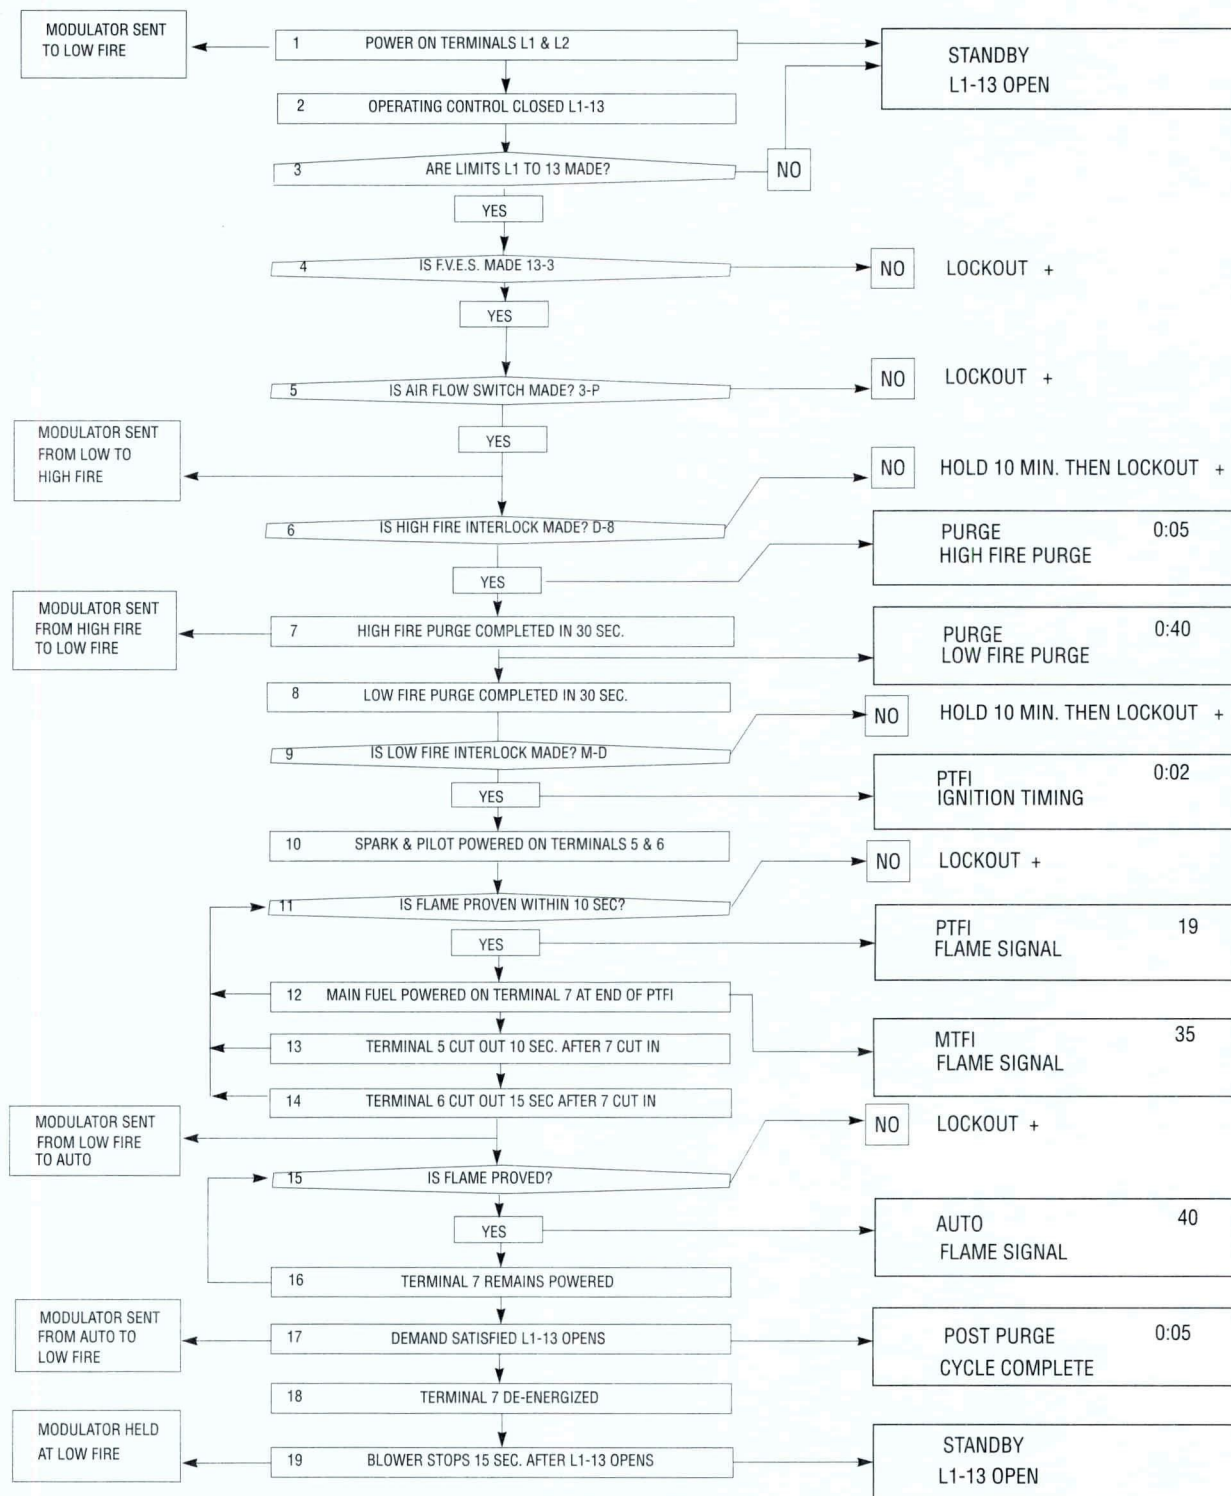 MODULATOR SENT
TO LOW FIRE
1 POWER ON TERMINALS L1 & L2
STANDBY
L1-13 OPEN
2 OPERATING CONTROL CLOSED L1-13
3 ARE LIMITS L1 TO 13 MADE?
NO
YES
4 IS F.V.E.S. MADE 13-3
NO LOCKOUT +
YES
5 IS AIR FLOW SWITCH MADE? 3-P
NO LOCKOUT +
YES
MODULATOR SENT
FROM LOW TO
HIGH FIRE
6 IS HIGH FIRE INTERLOCK MADE? D-8
NO HOLD 10 MIN. THEN LOCKOUT +
YES
PURGE 0:05
HIGH FIRE PURGE
MODULATOR SENT
FROM HIGH FIRE
TO LOW FIRE
7 HIGH FIRE PURGE COMPLETED IN 30 SEC.
PURGE 0:40
LOW FIRE PURGE
8 LOW FIRE PURGE COMPLETED IN 30 SEC.
9 IS LOW FIRE INTERLOCK MADE? M-D
NO HOLD 10 MIN. THEN LOCKOUT +
YES
PTFI 0:02
IGNITION TIMING
10 SPARK & PILOT POWERED ON TERMINALS 5 & 6
11 IS FLAME PROVEN WITHIN 10 SEC?
NO LOCKOUT +
YES
PTFI 19
FLAME SIGNAL
12 MAIN FUEL POWERED ON TERMINAL 7 AT END OF PTFI
MTFI 35
FLAME SIGNAL
13 TERMINAL 5 CUT OUT 10 SEC. AFTER 7 CUT IN
14 TERMINAL 6 CUT OUT 15 SEC AFTER 7 CUT IN
MODULATOR SENT
FROM LOW FIRE
TO AUTO
15 IS FLAME PROVED?
NO LOCKOUT +
YES
AUTO 40
FLAME SIGNAL
16 TERMINAL 7 REMAINS POWERED
MODULATOR SENT
FROM AUTO TO
LOW FIRE
17 DEMAND SATISFIED L1-13 OPENS
POST PURGE 0:05
CYCLE COMPLETE
18 TERMINAL 7 DE-ENERGIZED
MODULATOR HELD
AT LOW FIRE
19 BLOWER STOPS 15 SEC. AFTER L1-13 OPENS
STANDBY
L1-13 OPEN